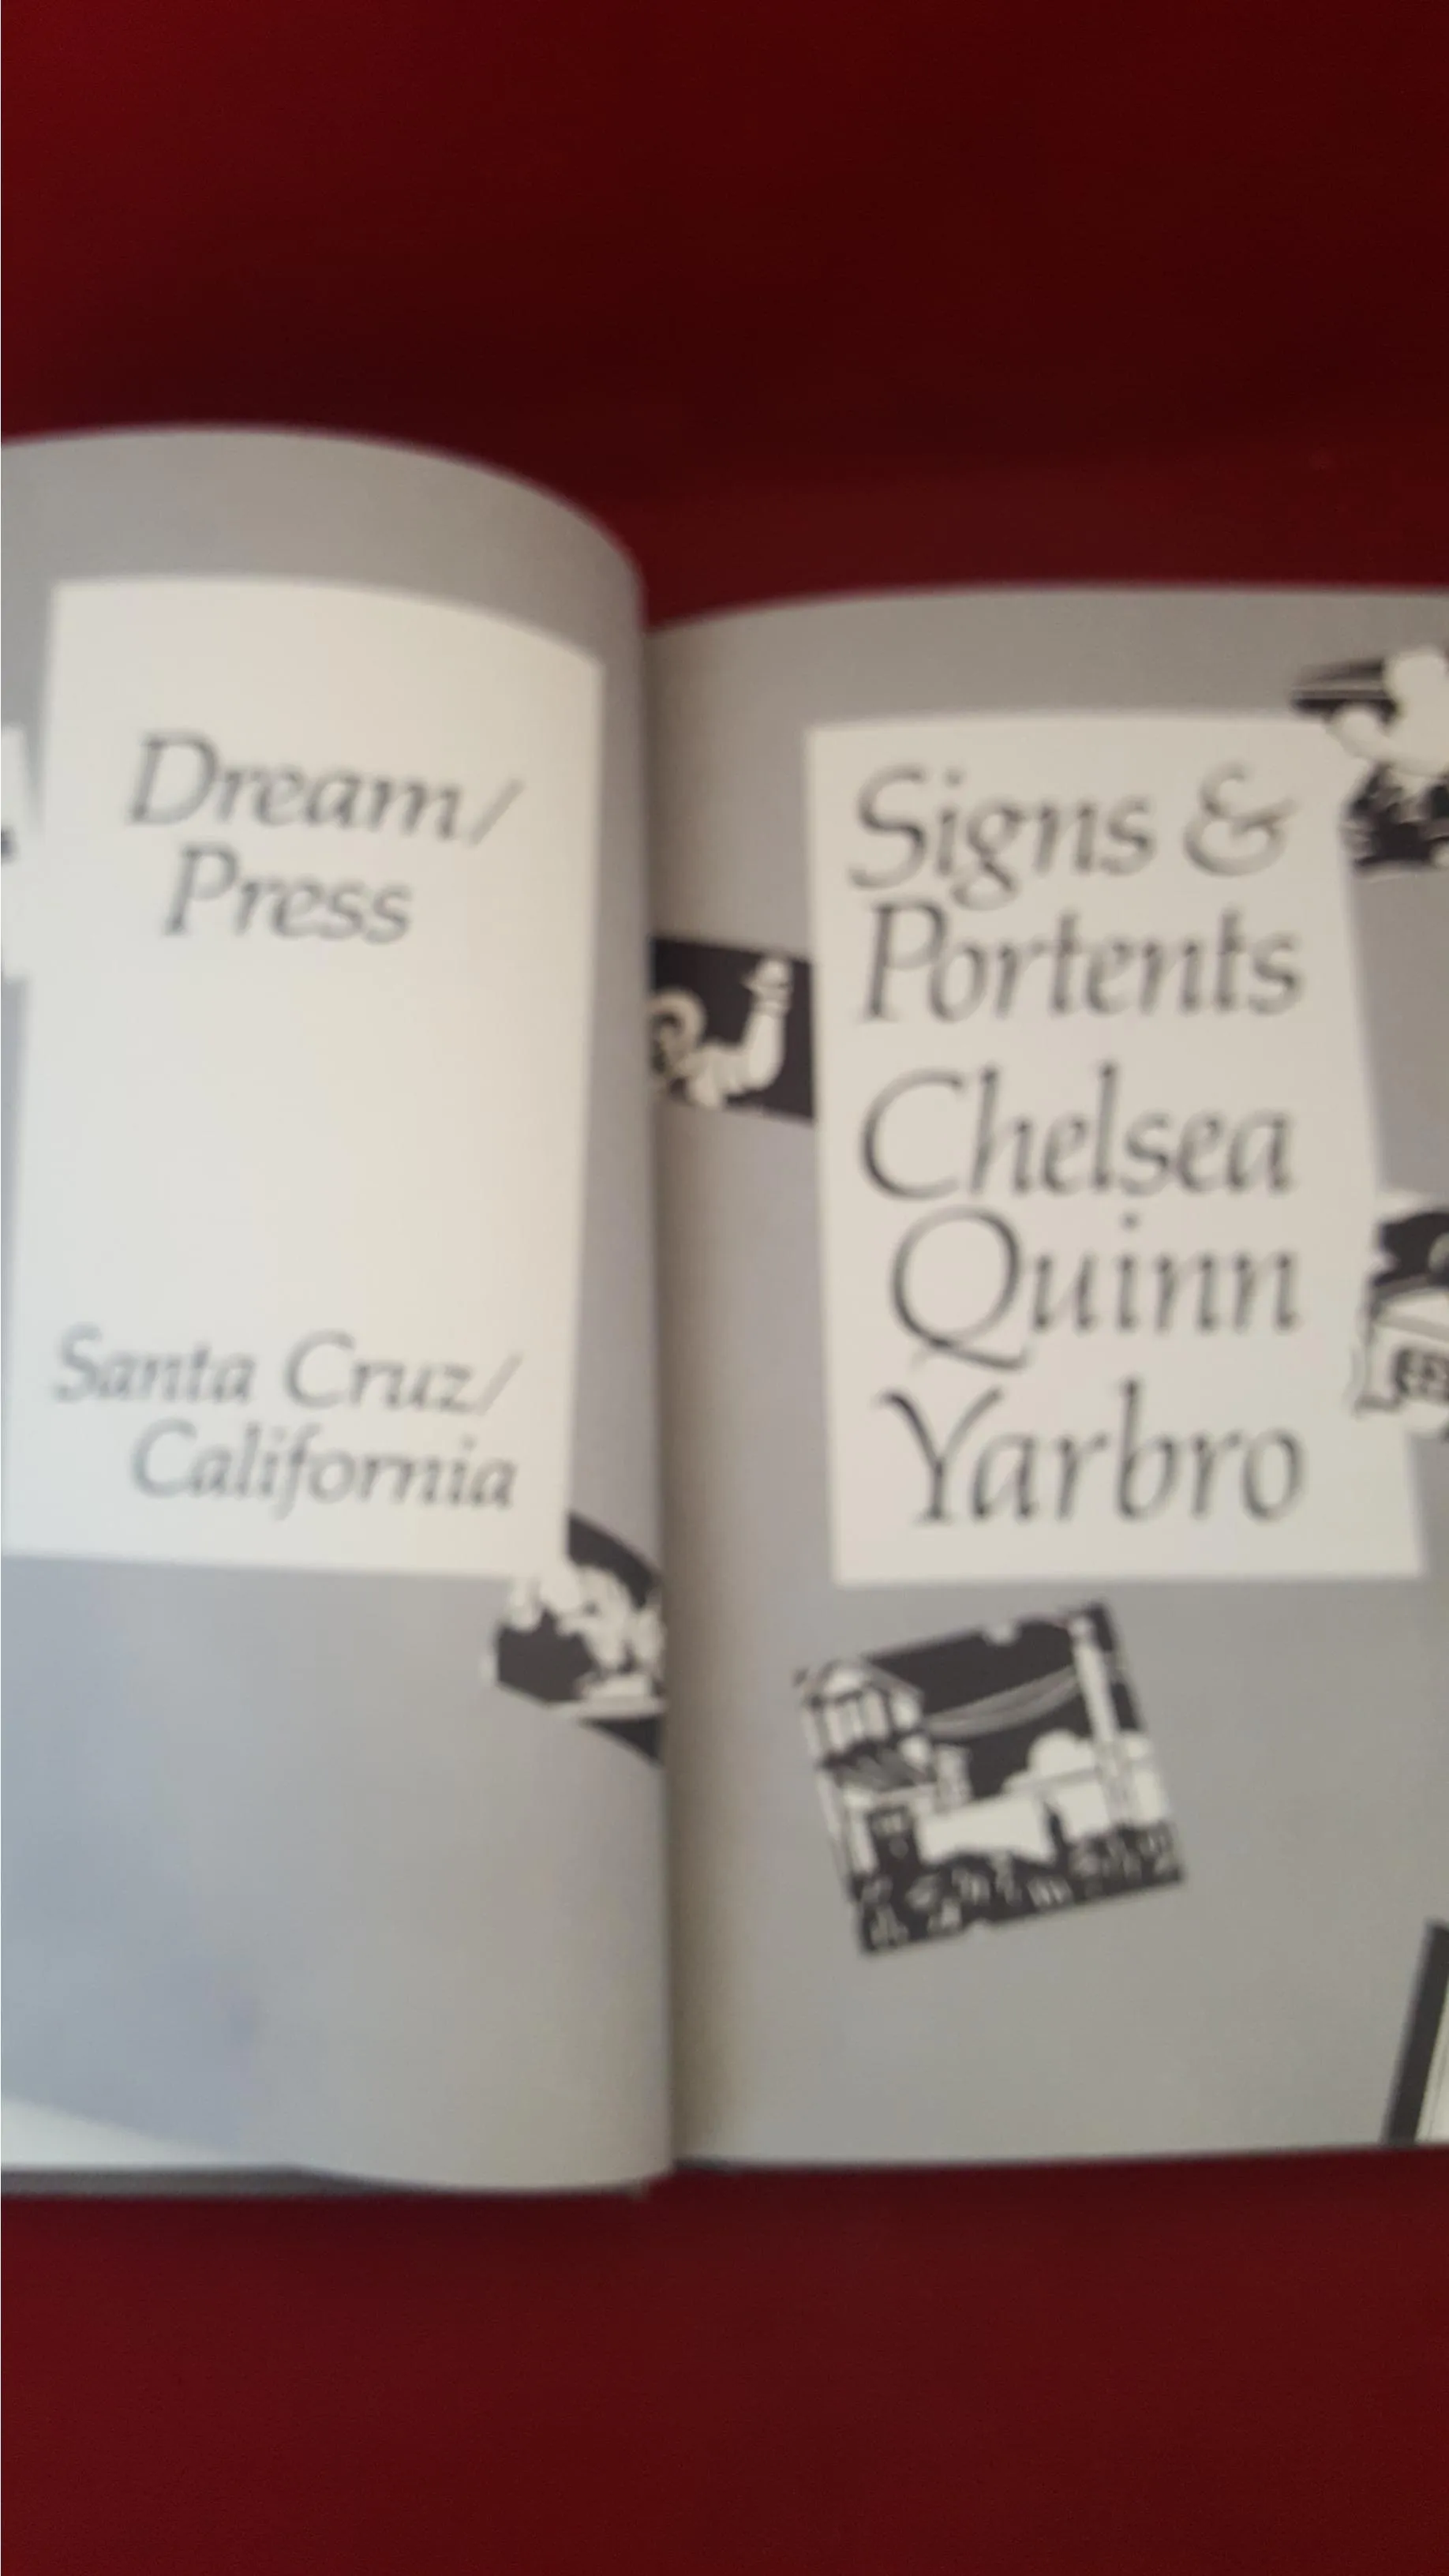 Dream/
Press
Santa Cruz/
California
Signs &
Portents
Chelsea
Quinn
Yarbro